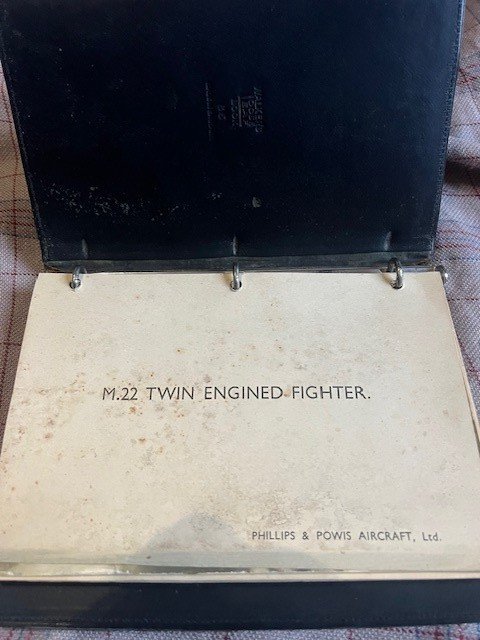 M.22 TWIN ENGINED FIGHTER.
PHILLIPS & POWIS AIRCRAFT, Ltd.